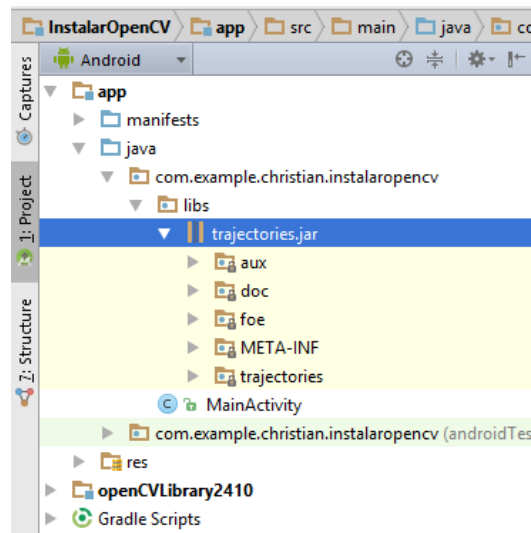 InstalarOpenCV app src main java co
Android
app
manifests
java
com.example.christian.instalaropencv
libs
trajectories.jar
aux
doc
foe
META-INF
trajectories
MainActivity
com.example.christian.instalaropencv (androidTes
res
openCVLibrary2410
Gradle Scripts
Captures
1: Project
7: Structure